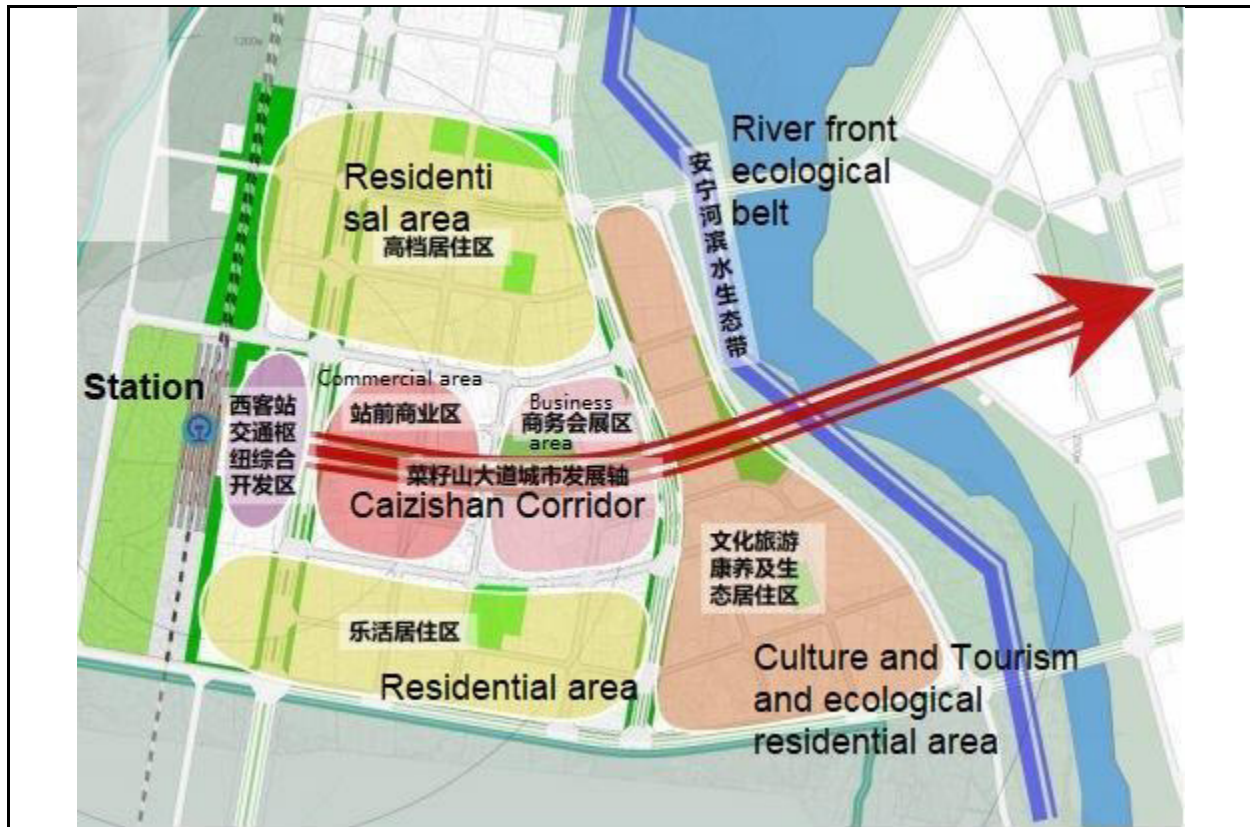 1200m
River front
ecological
belt
安宁河滨水生态带
Residenti
sal area
高档居住区
Station
西客站
交通枢
纽综合
开发区
Commercial area
站前商业区
Business
商务会展区
area
菜籽山大道城市发展轴
Caizishan Corridor
文化旅游
康养及生
态居住区
乐活居住区
Residential area
Culture and Tourism
and ecological
residential area